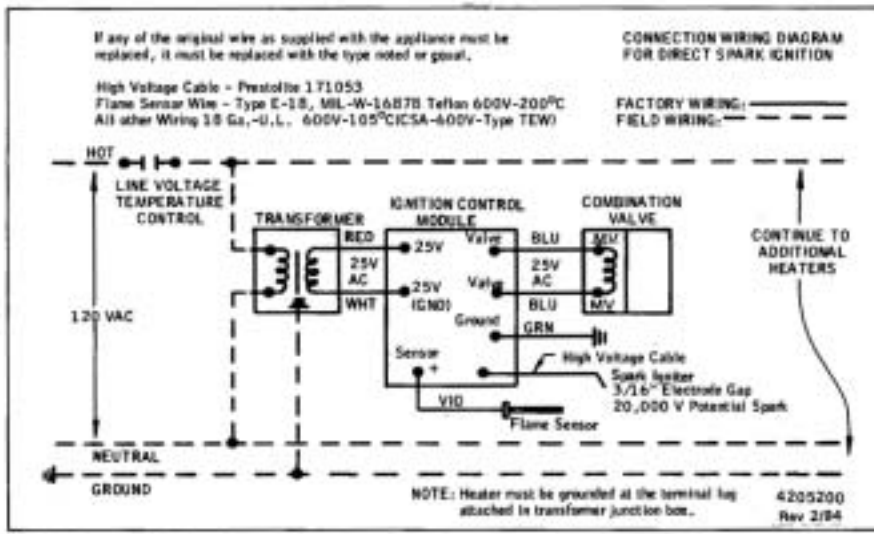 If any of the original wire as supplied with the appliance must be
replaced, it must be replaced with the type noted or goual.
CONNECTION WIRING DIAGRAM
FOR DIRECT SPARK IGNITION
High Voltage Cable - Prestolite 171053
Flame Sensor Wire - Type E-18, MIL-W-16878 Teflon 600V-200°C
All other Wiring 18 Ga.-U.L. 600V-105°C(CSA-600V-Type TEW)
FACTORY WIRING:
FIELD WIRING:
HOT
LINE VOLTAGE
TEMPERATURE
CONTROL
TRANSFORMER
IGNITION CONTROL
MODULE
COMBINATION
VALVE
RED
25V
Valve
BLU
MV
CONTINUE TO
ADDITIONAL
HEATERS
25V
AC
25V
(GND)
Valve
25V
AC
WHT
BLU
MV
120 VAC
Ground
GRN
Sensor
+
High Voltage Cable
Spark Igniter
3/16" Electrode Gap
20,000 V Potential Spark
VIO
Flame Sensor
NEUTRAL
GROUND
NOTE: Heater must be grounded at the terminal lug
attached in transformer junction box.
4205200
Rev 2/84